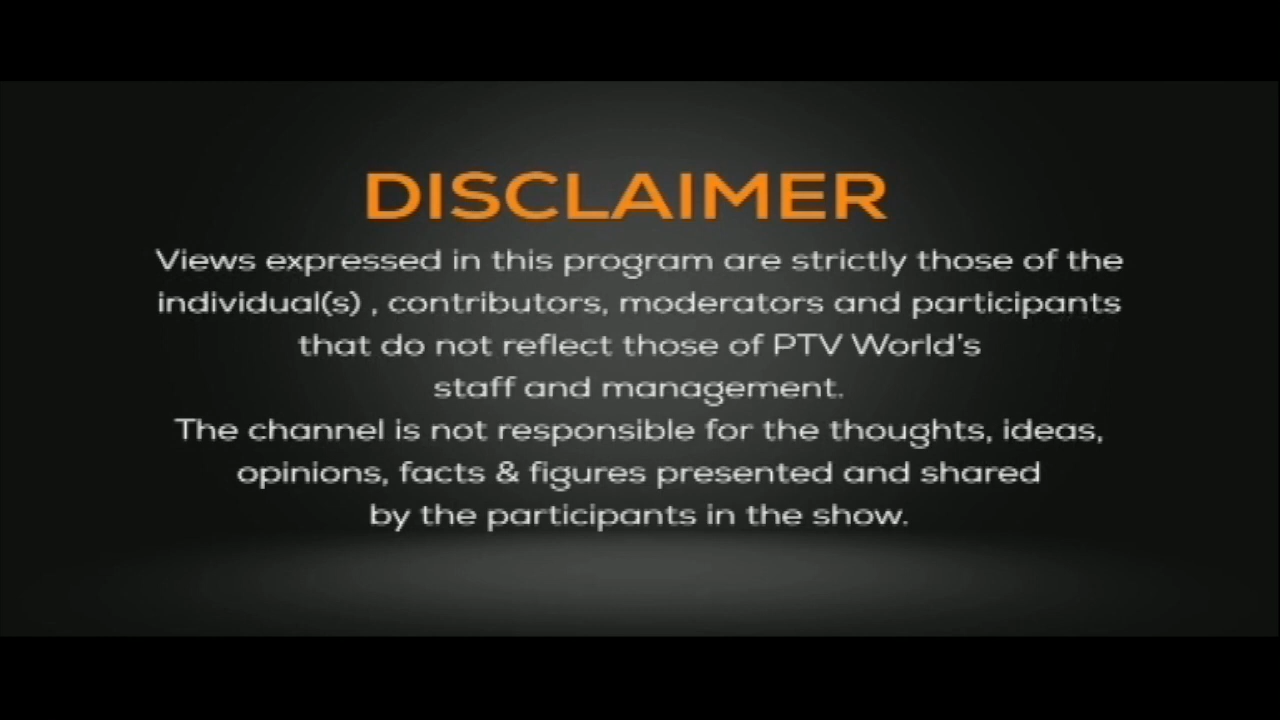 DISCLAIMER
Views expressed in this program are strictly those of the
individual(s) , contributors, moderators and participants
that do not reflect those of PTV World's
staff and management.
The channel is not responsible for the thoughts, ideas,
opinions, facts & figures presented and shared
by the participants in the show.